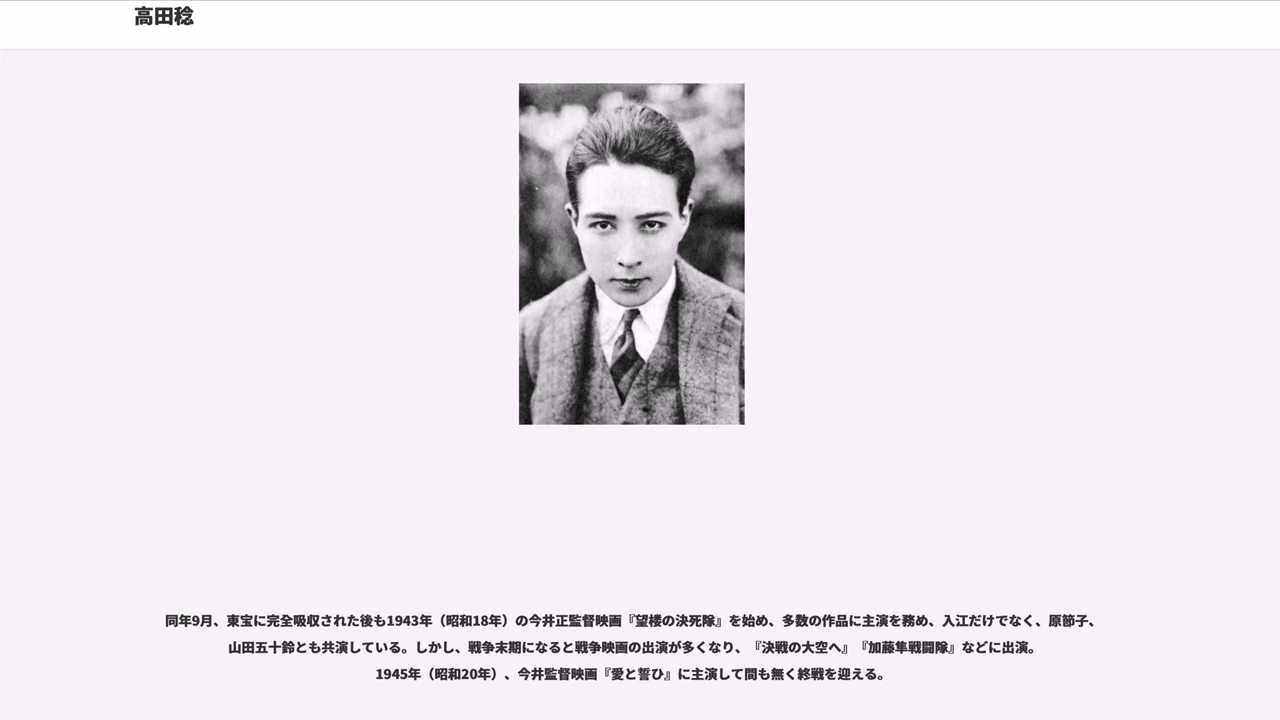 高田稔
同年9月、東宝に完全吸収された後も1943年（昭和18年）の今井正監督映画『望楼の決死隊』を始め、多数の作品に主演を務め、入江だけでなく、原節子、
山田五十鈴とも共演している。しかし、戦争末期になると戦争映画の出演が多くなり、『決戦の大空へ』『加藤隼戦闘隊』などに出演。
1945年（昭和20年）、今井監督映画『愛と誓ひ』に主演して間も無く終戦を迎える。